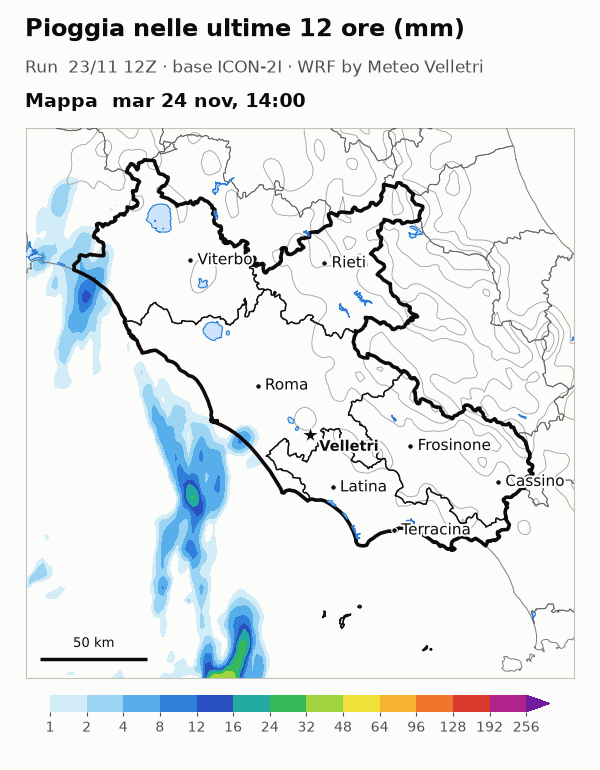 Pioggia nelle ultime 12 ore (mm)
Run  23/11 12Z · base ICON-2I · WRF by Meteo Velletri
Mappa  mar 24 nov, 14:00
Viterbo
Rieti
Roma
Velletri
Frosinone
Latina
Cassino
Terracina
50 km
1 2 4 8 12 16 24 32 48 64 96 128 192 256